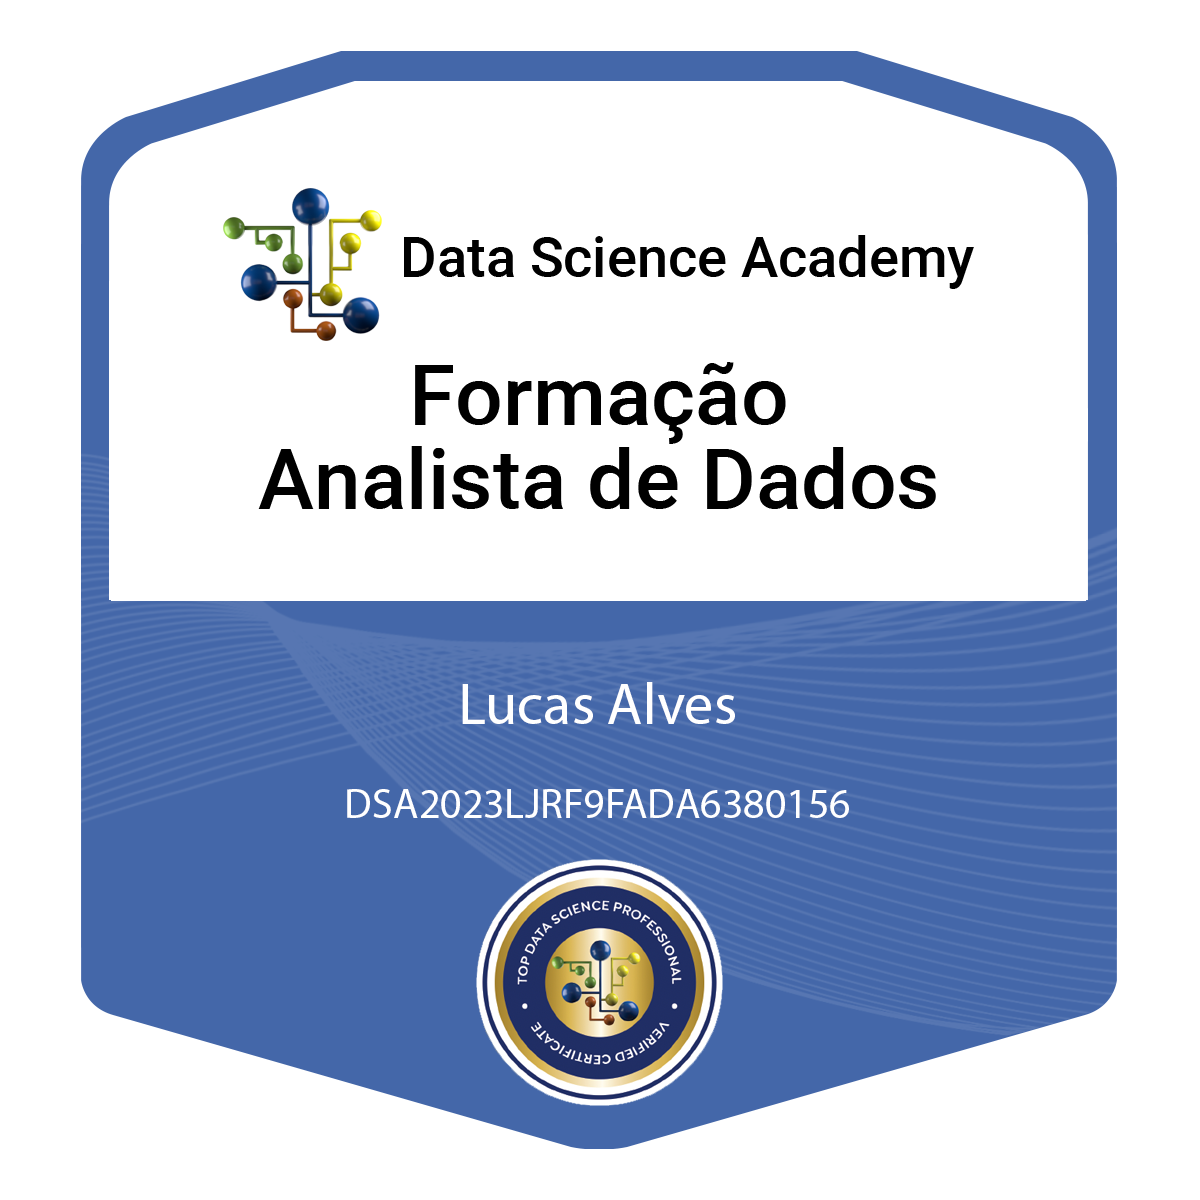 Data Science Academy
Formação
Analista de Dados
Lucas Alves
DSA2023LJRF9FADA6380156
TOP DATA SCIENCE PROFESSIONAL
VERIFIED CERTIFICATE